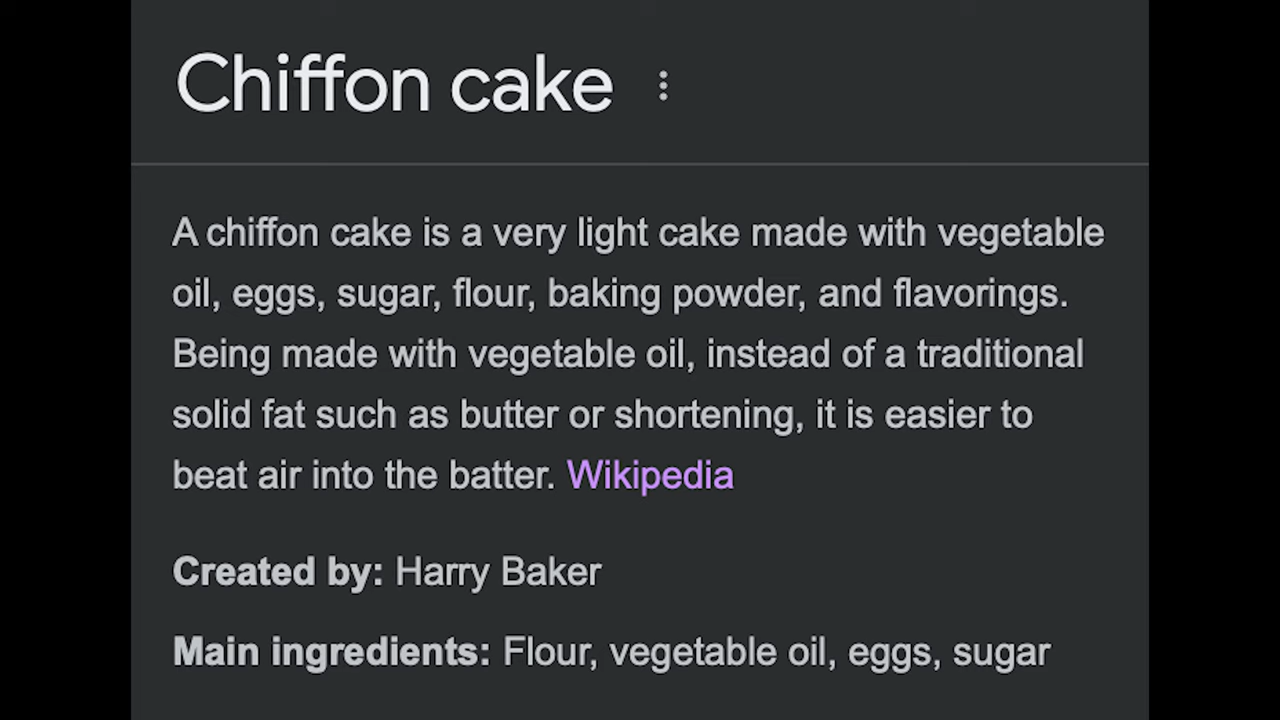 Chiffon cake
A chiffon cake is a very light cake made with vegetable
oil, eggs, sugar, flour, baking powder, and flavorings.
Being made with vegetable oil, instead of a traditional
solid fat such as butter or shortening, it is easier to
beat air into the batter. Wikipedia
Created by: Harry Baker
Main ingredients: Flour, vegetable oil, eggs, sugar